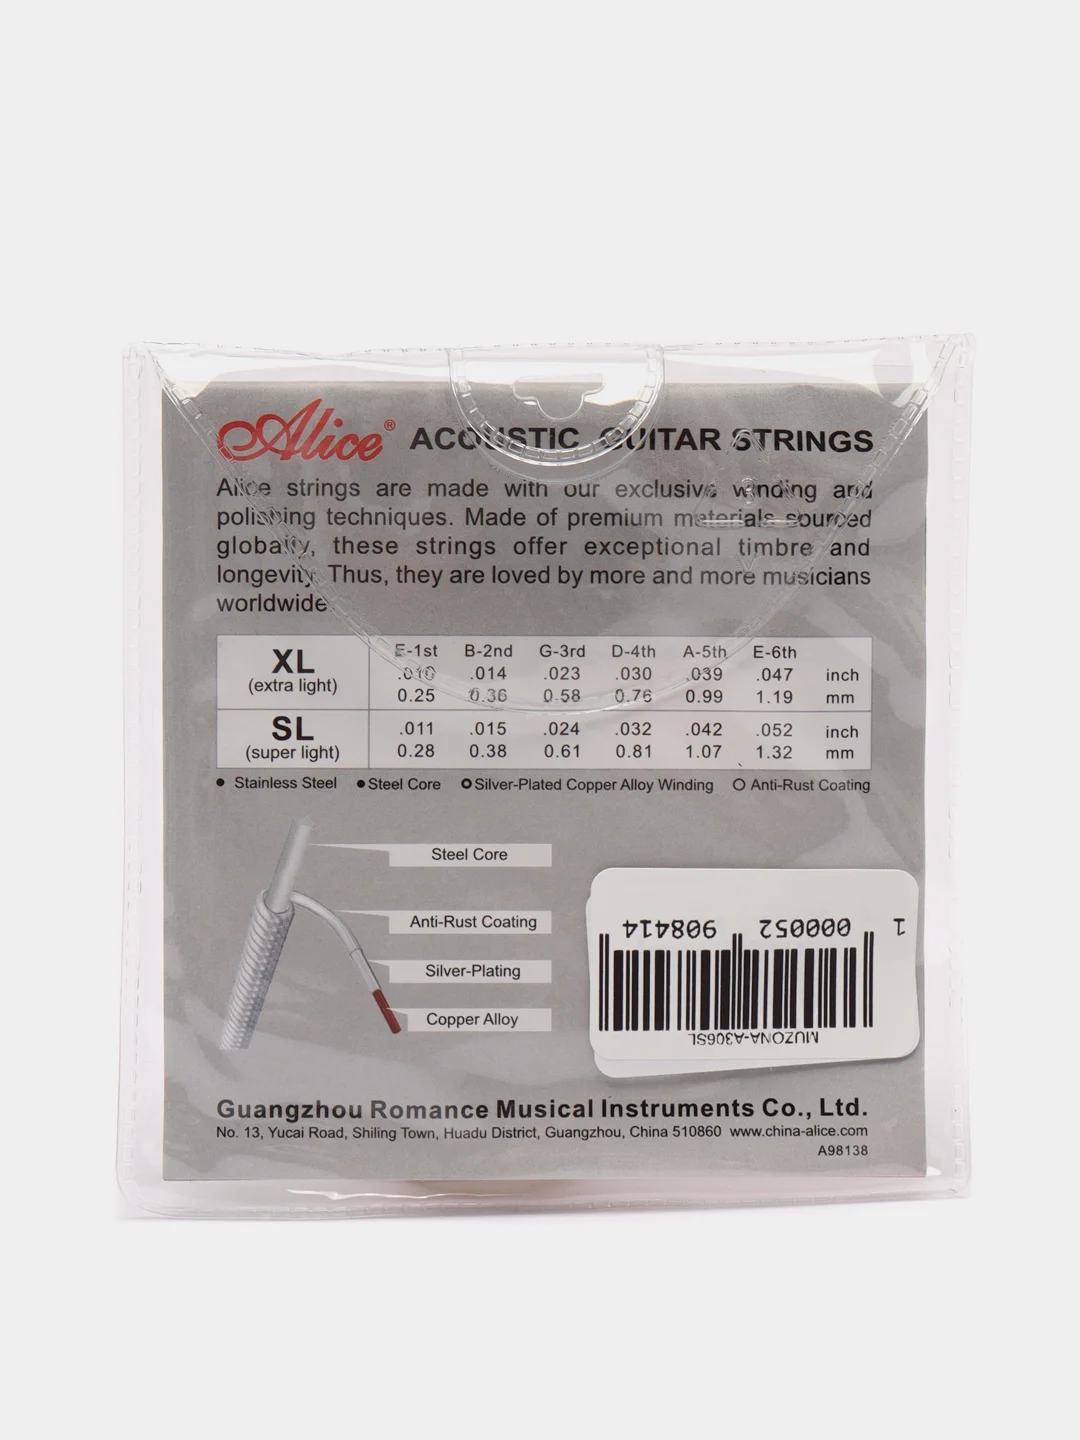 Alice® ACOUSTIC GUITAR STRINGS
Alice strings are made with our exclusive winding and
polishing techniques. Made of premium materials sourced
globally, these strings offer exceptional timbre and
longevity. Thus, they are loved by more and more musicians
worldwide.
E-1st B-2nd G-3rd D-4th A-5th E-6th
XL .010 .014 .023 .030 .039 .047 inch
(extra light) 0.25 0.36 0.58 0.76 0.99 1.19 mm
SL .011 .015 .024 .032 .042 .052 inch
(super light) 0.28 0.38 0.61 0.81 1.07 1.32 mm
● Stainless Steel ● Steel Core Silver-Plated Copper Alloy Winding ○ Anti-Rust Coating
Steel Core
Anti-Rust Coating
Silver-Plating
Copper Alloy
MUZONA-A306SL
1 000052 908414
Guangzhou Romance Musical Instruments Co., Ltd.
No. 13, Yucai Road, Shiling Town, Huadu District, Guangzhou, China 510860 www.china-alice.com
A98138